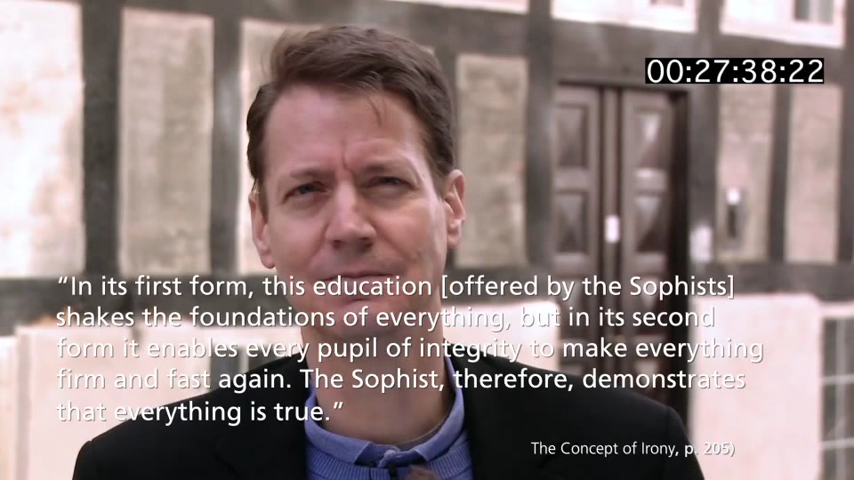 00:27:38:22
“In its first form, this education [offered by the Sophists]
shakes the foundations of everything, but in its second
form it enables every pupil of integrity to make everything
firm and fast again. The Sophist, therefore, demonstrates
that everything is true.”
The Concept of Irony, p. 205)